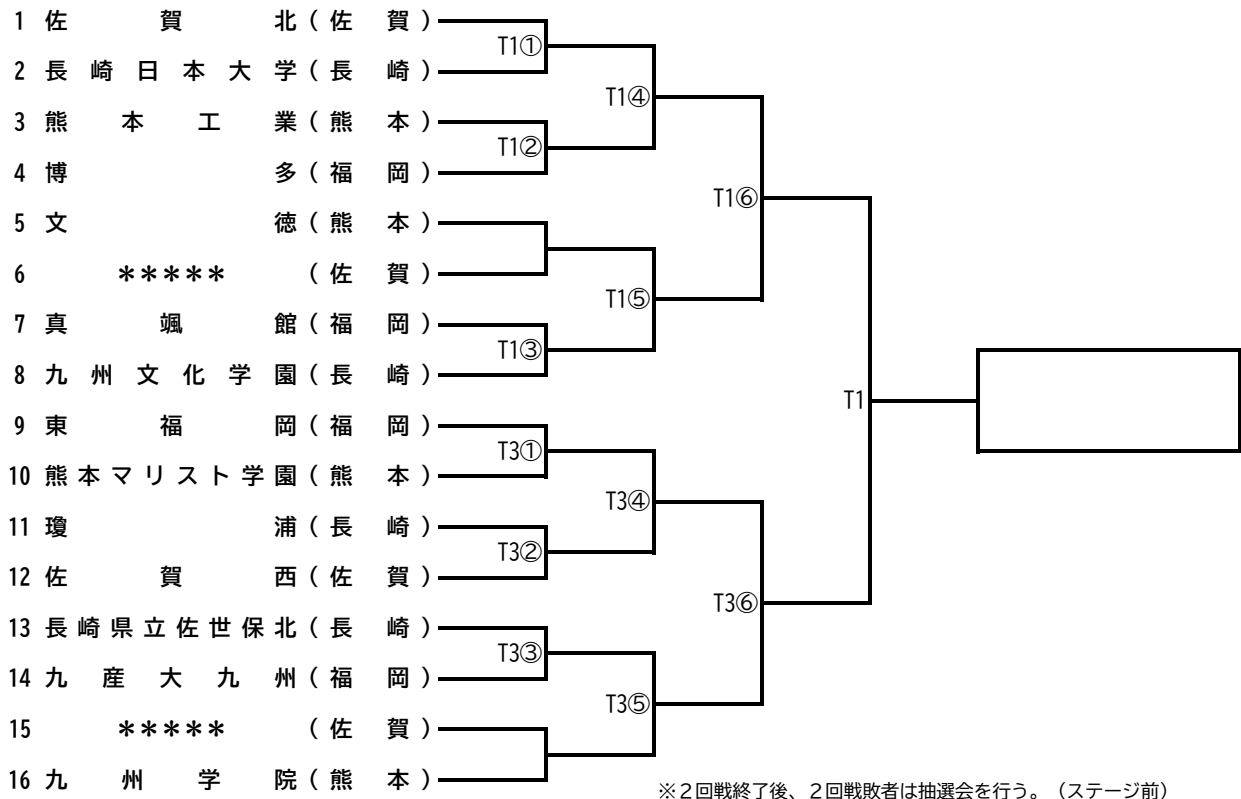 1 佐賀北(佐賀)
T1①
2 長崎日本大学(長崎)
T1④
3 熊本工業(熊本)
T1②
4 博多(福岡)
T1⑥
5 文徳(熊本)
6 ＊＊＊＊＊(佐賀)
T1⑤
7 真颯館(福岡)
T1③
8 九州文化学園(長崎)
T1
9 東福岡(福岡)
T3①
10 熊本マリスト学園(熊本)
T3④
11 瓊浦(長崎)
T3②
12 佐賀西(佐賀)
T3⑥
13 長崎県立佐世保北(長崎)
T3③
14 九産大九州(福岡)
T3⑤
15 ＊＊＊＊＊(佐賀)
16 九州学院(熊本)
※２回戦終了後、２回戦敗者は抽選会を行う。（ステージ前）